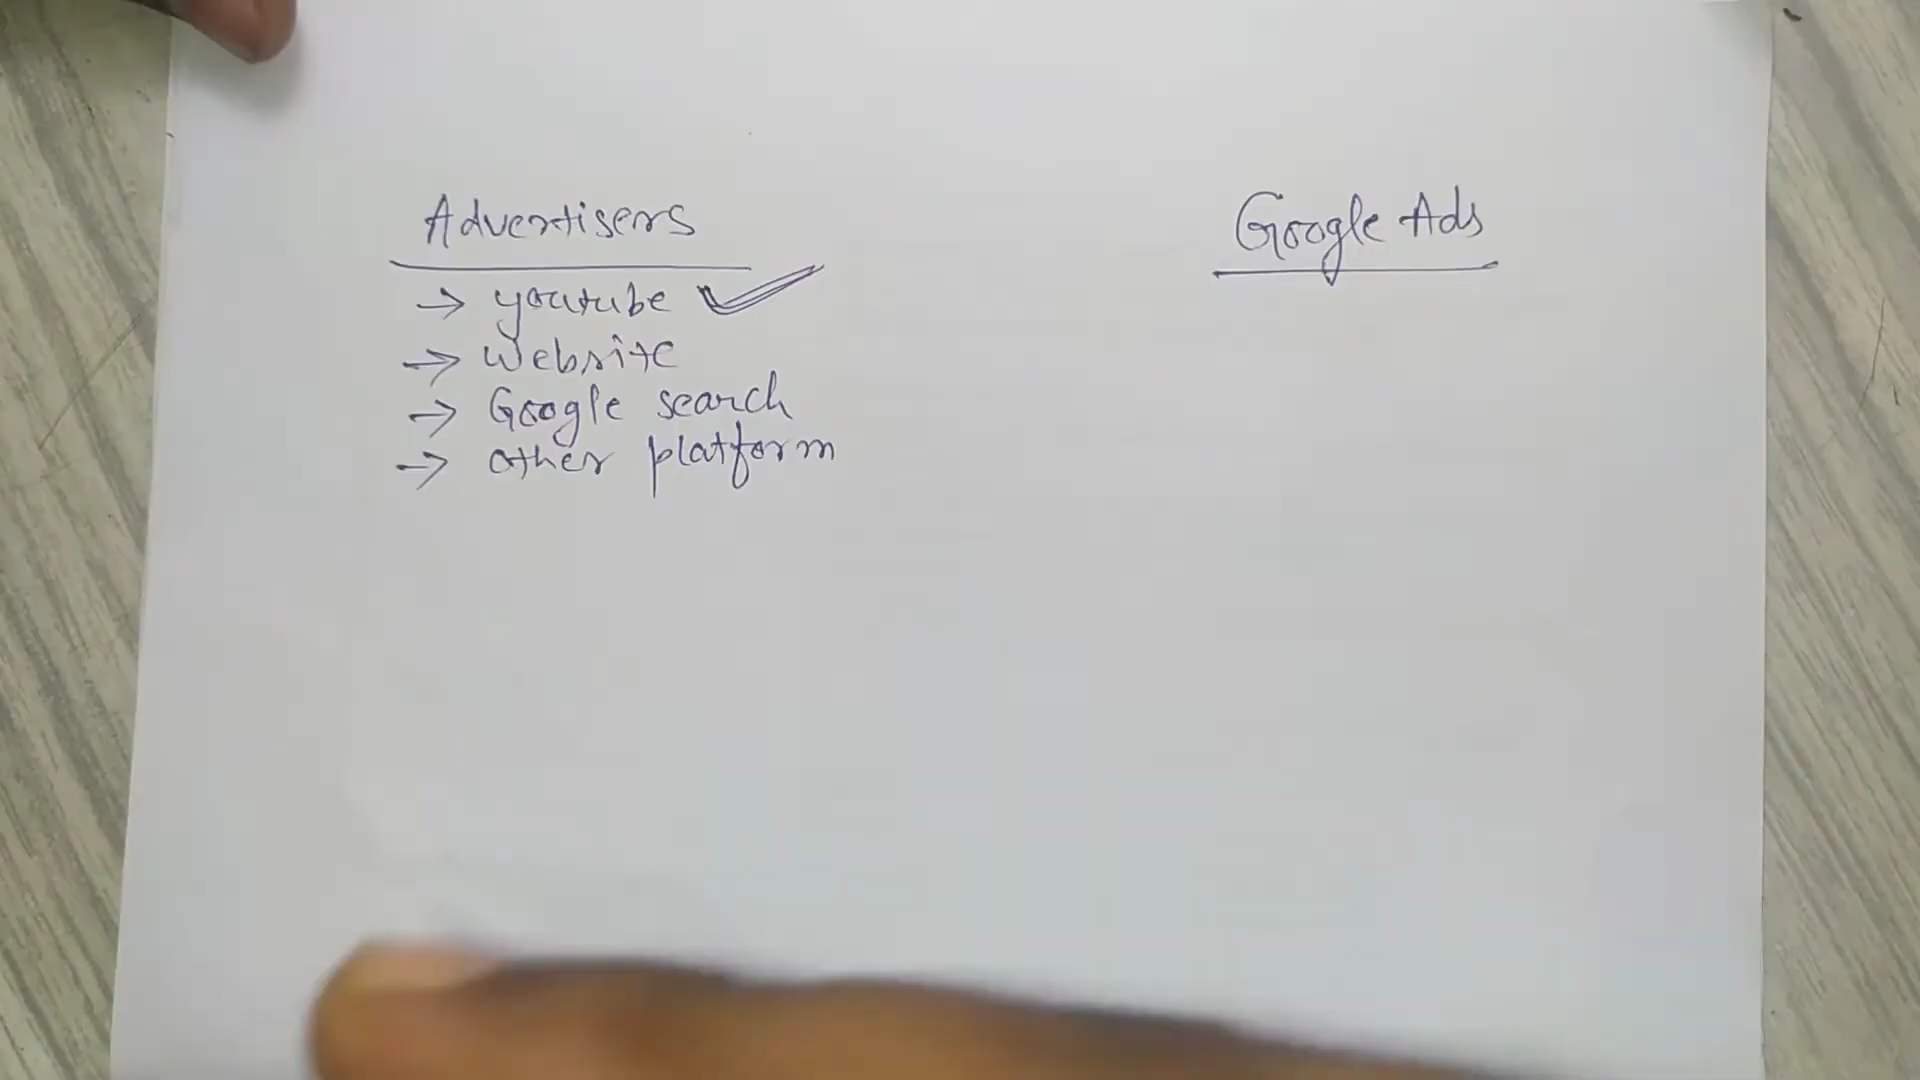 Advertisers
→ youtube ✓
→ Website
→ Google search
→ other platform
Google Ads